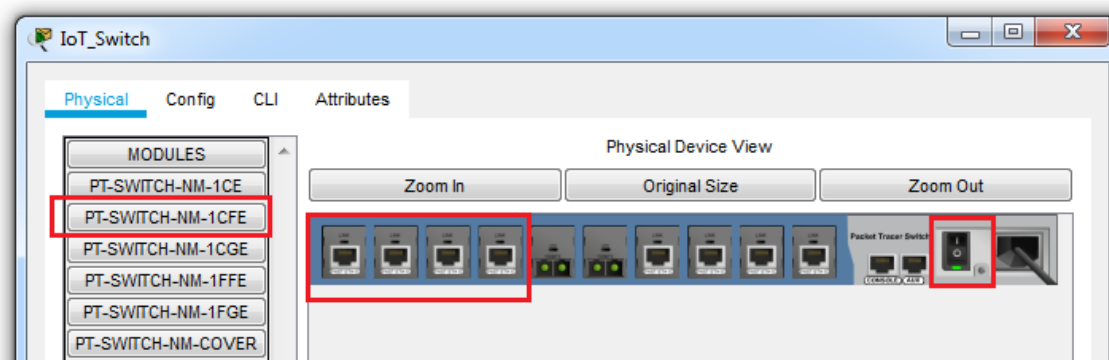 IoT_Switch
Physical Config CLI Attributes
MODULES
PT-SWITCH-NM-1CE
PT-SWITCH-NM-1CFE
PT-SWITCH-NM-1CGE
PT-SWITCH-NM-1FFE
PT-SWITCH-NM-1FGE
PT-SWITCH-NM-COVER
Physical Device View
Zoom In Original Size Zoom Out
Packet Tracer Switch
CONSOLE AUX